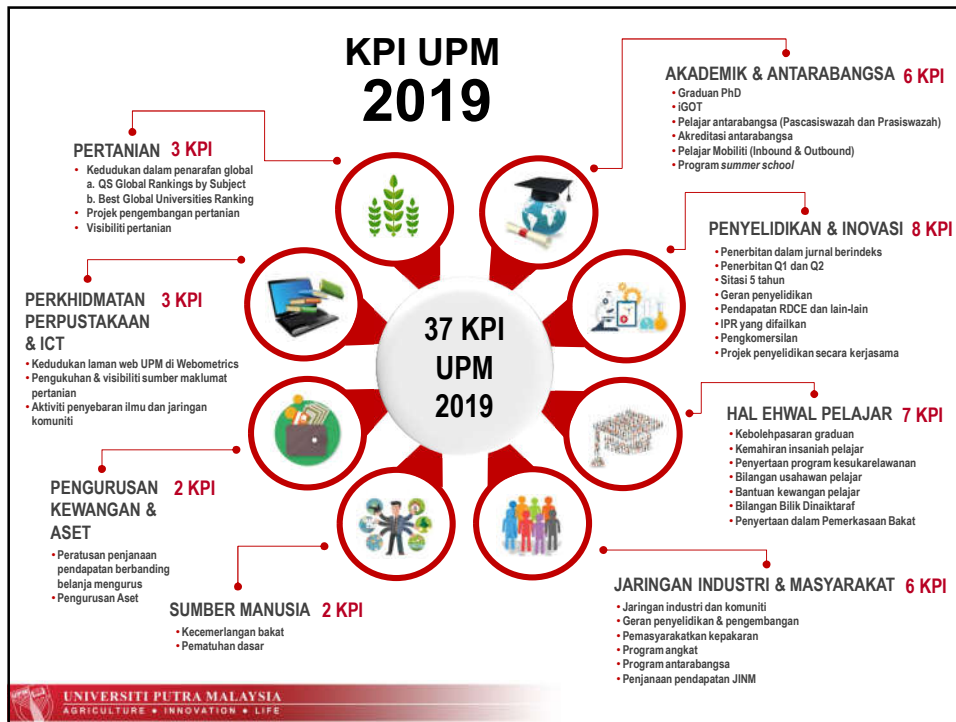 KPI UPM
2019
AKADEMIK & ANTARABANGSA 6 KPI
• Graduan PhD
• iGOT
• Pelajar antarabangsa (Pascasiswazah dan Prasiswazah)
• Akreditasi antarabangsa
• Pelajar Mobiliti (Inbound & Outbound)
• Program summer school
PENYELIDIKAN & INOVASI 8 KPI
• Penerbitan dalam jurnal berindeks
• Penerbitan Q1 dan Q2
• Sitasi 5 tahun
• Geran penyelidikan
• Pendapatan RDCE dan lain-lain
• IPR yang difailkan
• Pengkomersilan
• Projek penyelidikan secara kerjasama
HAL EHWAL PELAJAR 7 KPI
• Kebolehpasaran graduan
• Kemahiran insaniah pelajar
• Penyertaan program kesukarelawanan
• Bilangan usahawan pelajar
• Bantuan kewangan pelajar
• Bilangan Bilik Dinaiktaraf
• Penyertaan dalam Pemerkasaan Bakat
JARINGAN INDUSTRI & MASYARAKAT 6 KPI
• Jaringan industri dan komuniti
• Geran penyelidikan & pengembangan
• Pemasyarakatkan kepakaran
• Program angkat
• Program antarabangsa
• Penjanaan pendapatan JINM
SUMBER MANUSIA 2 KPI
• Kecemerlangan bakat
• Pematuhan dasar
PENGURUSAN
KEWANGAN &
ASET
2 KPI
• Peratusan penjanaan
pendapatan berbanding
belanja mengurus
• Pengurusan Aset
PERKHIDMATAN
PERPUSTAKAAN
& ICT
3 KPI
• Kedudukan laman web UPM di Webometrics
• Pengukuhan & visibiliti sumber maklumat
pertanian
• Aktiviti penyebaran ilmu dan jaringan
komuniti
PERTANIAN 3 KPI
• Kedudukan dalam penarafan global
a. QS Global Rankings by Subject
b. Best Global Universities Ranking
• Projek pengembangan pertanian
• Visibiliti pertanian
37 KPI
UPM
2019
UNIVERSITI PUTRA MALAYSIA
AGRICULTURE • INNOVATION • LIFE